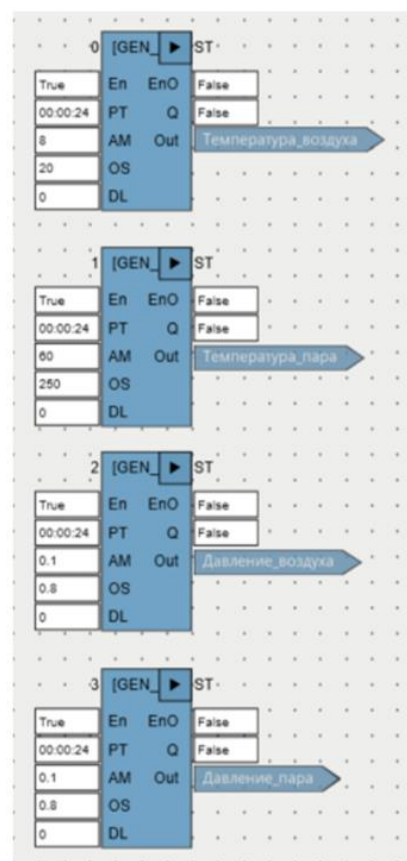 0 [GEN_ ST
True En EnO False
00:00:24 PT Q False
8 AM Out Температура_воздуха
20 OS
0 DL
1 [GEN_ ST
True En EnO False
00:00:24 PT Q False
60 AM Out Температура_пара
250 OS
0 DL
2 [GEN_ ST
True En EnO False
00:00:24 PT Q False
0.1 AM Out Давление_воздуха
0.8 OS
0 DL
3 [GEN_ ST
True En EnO False
00:00:24 PT Q False
0.1 AM Out Давление_пара
0.8 OS
0 DL